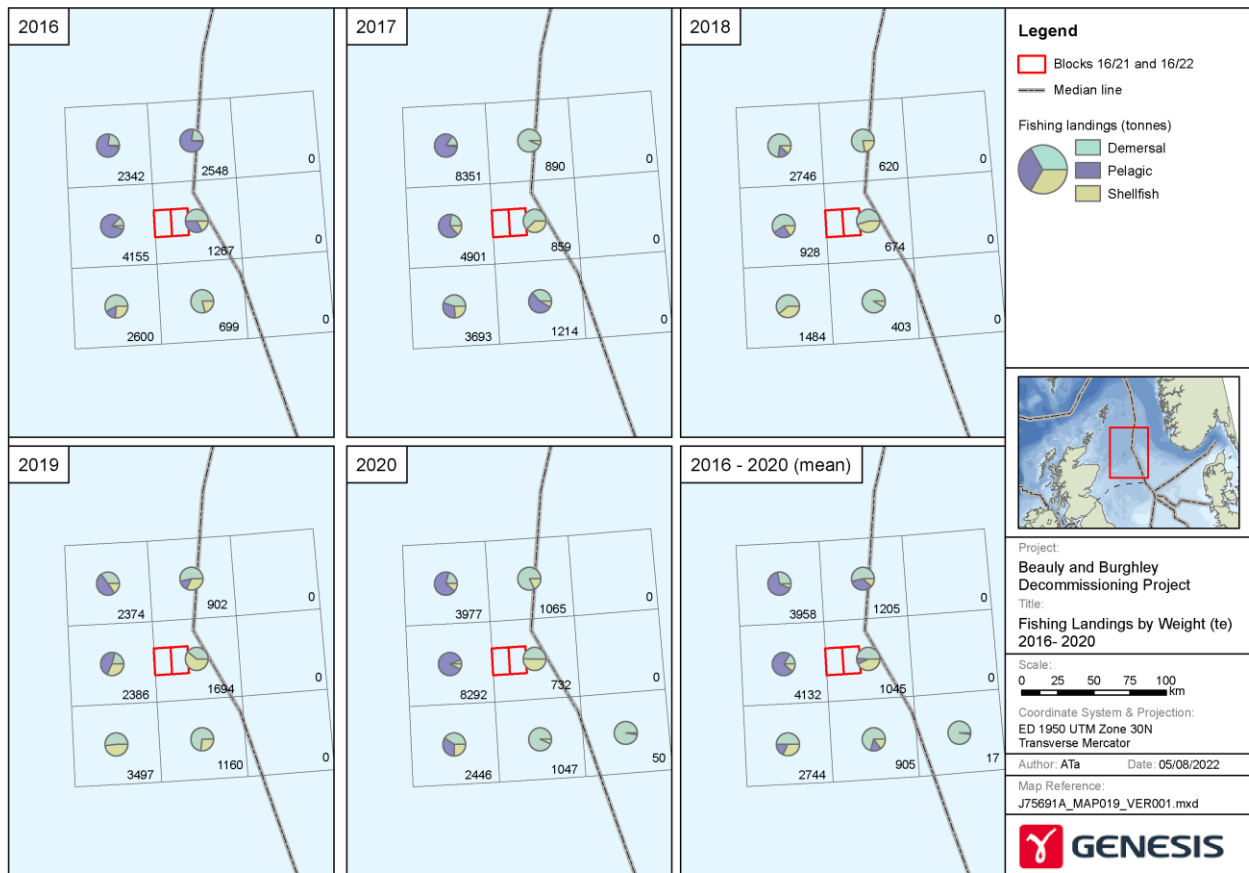 2016
2342
2548
0
4155
1267
0
2600
699
0
2017
8351
890
0
4901
859
0
3693
1214
0
2018
2746
620
0
928
674
0
1484
403
0
Legend
Blocks 16/21 and 16/22
Median line
Fishing landings (tonnes)
Demersal
Pelagic
Shellfish
2019
2374
902
0
2386
1694
0
3497
1160
0
2020
3977
1065
0
8292
732
0
2446
1047
50
2016 - 2020 (mean)
3958
1205
0
4132
1045
0
2744
905
17
Project:
Beauly and Burghley
Decommissioning Project
Title:
Fishing Landings by Weight (te)
2016- 2020
Scale:
0 25 50 75 100
km
Coordinate System & Projection:
ED 1950 UTM Zone 30N
Transverse Mercator
Author: ATa Date: 05/08/2022
Map Reference:
J75691A_MAP019_VER001.mxd
GENESIS